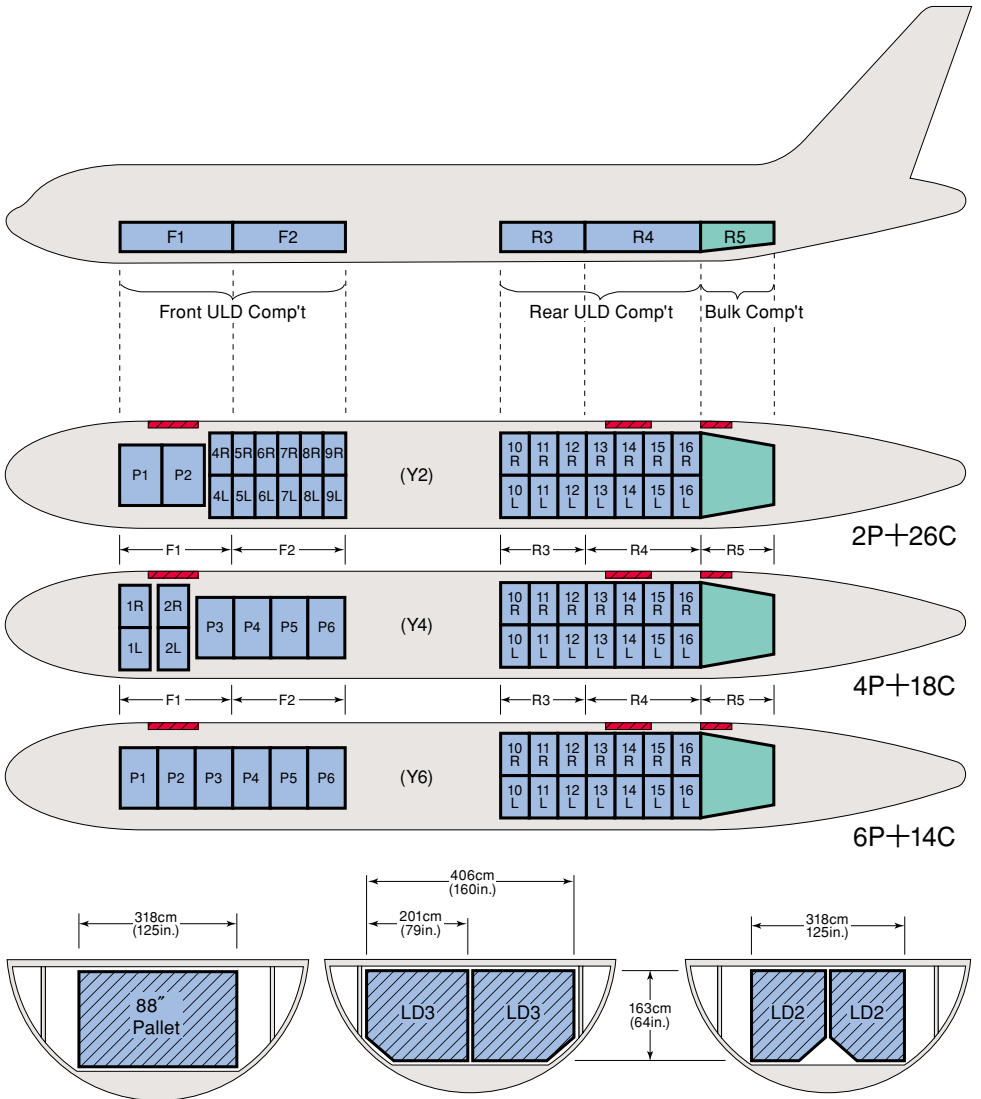 F1 F2 R3 R4 R5
Front ULD Comp't Rear ULD Comp't Bulk Comp't
P1 P2 4R 5R 6R 7R 8R 9R
4L 5L 6L 7L 8L 9L
(Y2)
10 11 12 13 14 15 16
R R R R R R R
10 11 12 13 14 15 16
L L L L L L L
2P+26C
F1 F2 R3 R4 R5
1R 2R
1L 2L
P3 P4 P5 P6
(Y4)
10 11 12 13 14 15 16
R R R R R R R
10 11 12 13 14 15 16
L L L L L L L
4P+18C
F1 F2 R3 R4 R5
P1 P2 P3 P4 P5 P6
(Y6)
10 11 12 13 14 15 16
R R R R R R R
10 11 12 13 14 15 16
L L L L L L L
6P+14C
318cm
(125in.)
88″
Pallet
406cm
(160in.)
201cm
(79in.)
LD3 LD3
163cm
(64in.)
318cm
125in.)
LD2 LD2